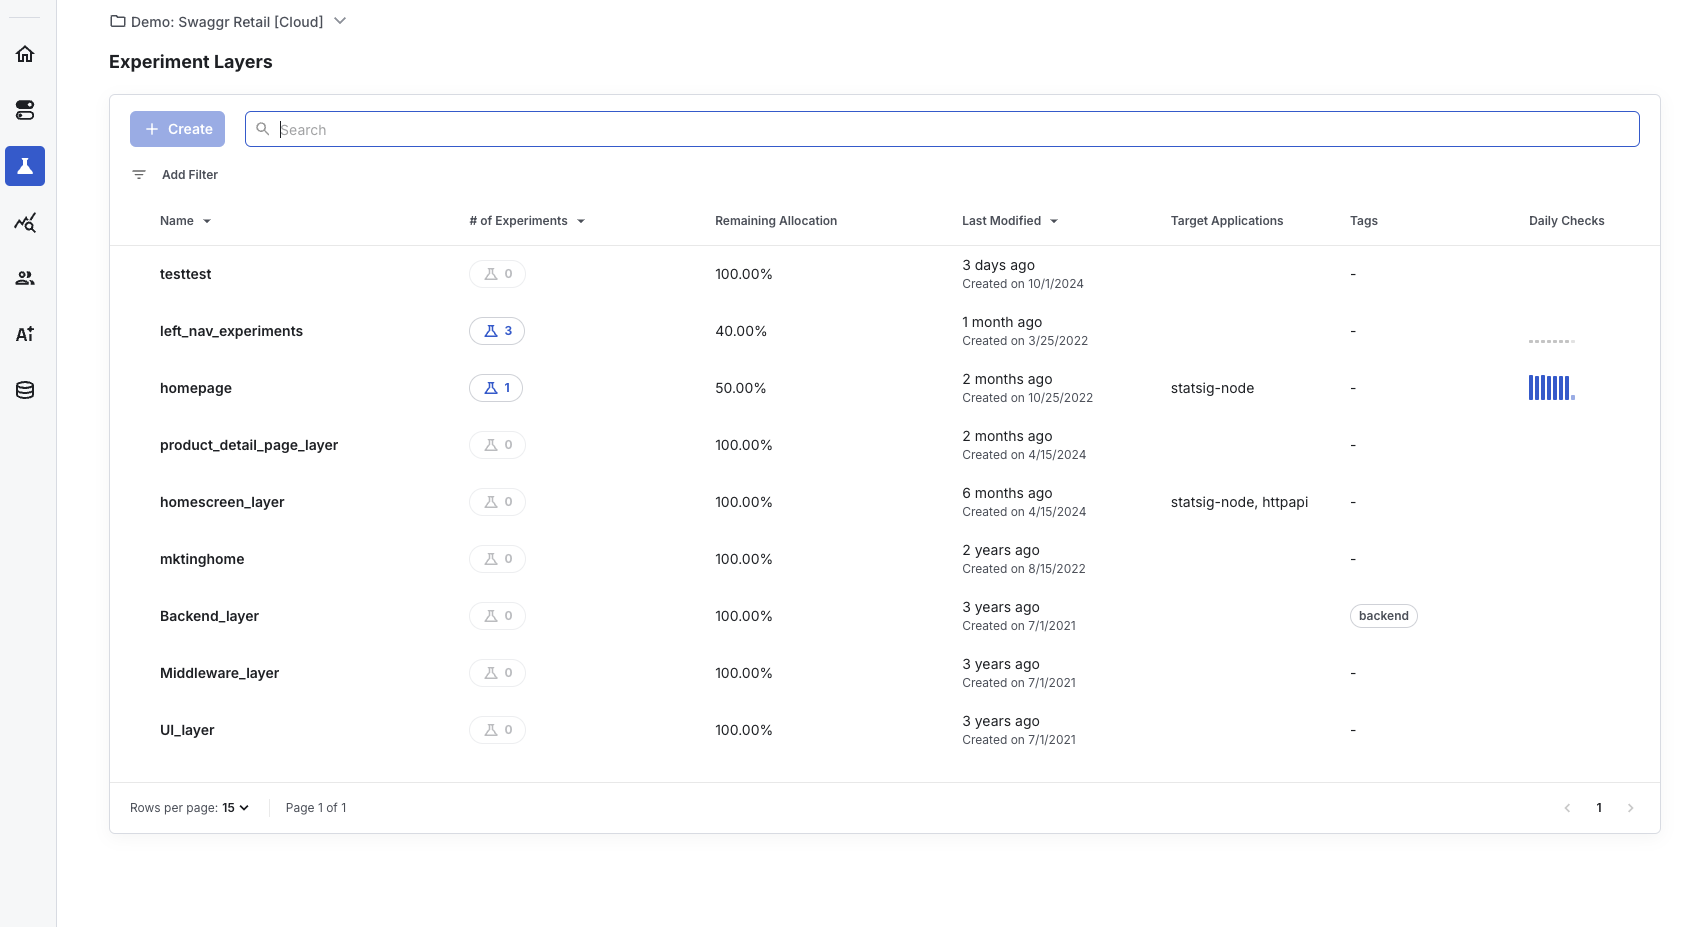 Demo: Swaggr Retail [Cloud]
Experiment Layers
Create
Search
Add Filter
Name # of Experiments Remaining Allocation Last Modified Target Applications Tags Daily Checks
testtest 0 100.00% 3 days ago -
Created on 10/1/2024
left_nav_experiments 3 40.00% 1 month ago -
Created on 3/25/2022
homepage 1 50.00% 2 months ago statsig-node -
Created on 10/25/2022
product_detail_page_layer 0 100.00% 2 months ago -
Created on 4/15/2024
homescreen_layer 0 100.00% 6 months ago statsig-node, httpapi -
Created on 4/15/2024
mktinghome 0 100.00% 2 years ago -
Created on 8/15/2022
Backend_layer 0 100.00% 3 years ago backend
Created on 7/1/2021
Middleware_layer 0 100.00% 3 years ago -
Created on 7/1/2021
UI_layer 0 100.00% 3 years ago -
Created on 7/1/2021
Rows per page: 15 Page 1 of 1 1